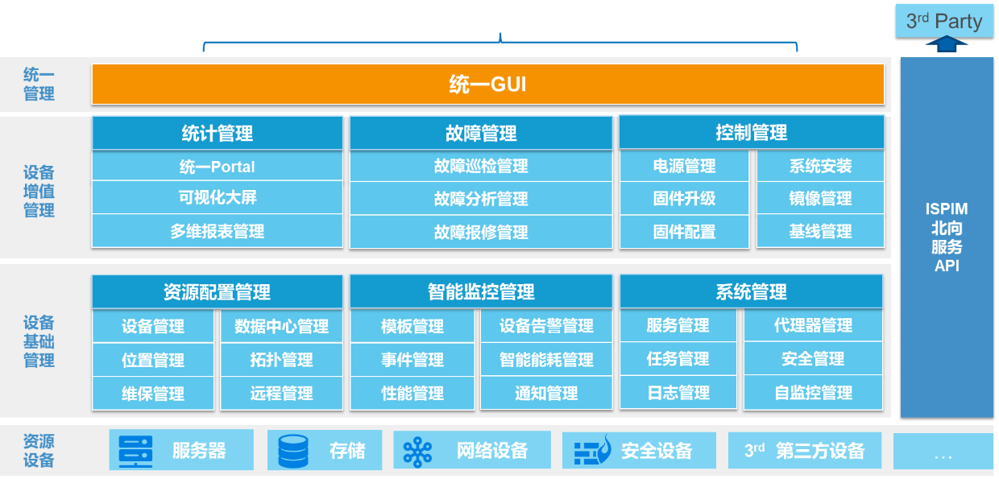 3rd Party
统一
管理
统一GUI
设备
增值
管理
统计管理
统一Portal
可视化大屏
多维报表管理
故障管理
故障巡检管理
故障分析管理
故障报修管理
控制管理
电源管理
系统安装
固件升级
镜像管理
固件配置
基线管理
ISPIM
北向
服务
API
设备
基础
管理
资源配置管理
设备管理
数据中心管理
位置管理
拓扑管理
维保管理
远程管理
智能监控管理
模板管理
设备告警管理
事件管理
智能能耗管理
性能管理
通知管理
系统管理
服务管理
代理器管理
任务管理
安全管理
日志管理
自监控管理
资源
设备
服务器
存储
网络设备
安全设备
3rd 第三方设备
...